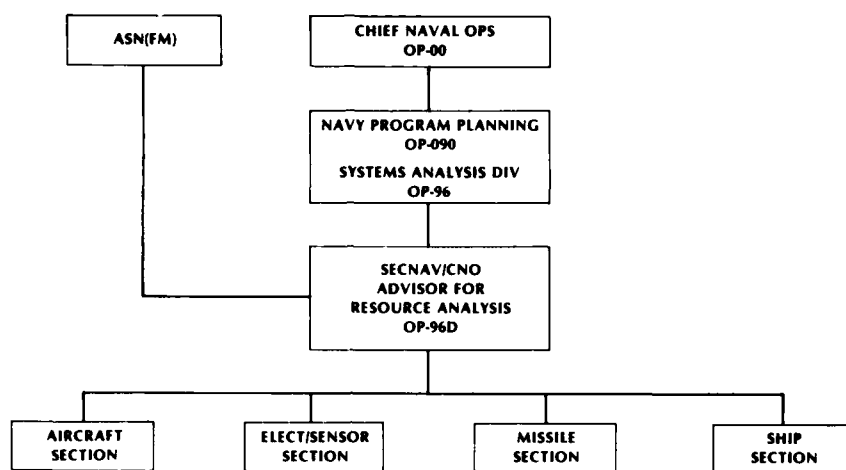 ASN(FM)
CHIEF NAVAL OPS
OP-00
NAVY PROGRAM PLANNING
OP-090
SYSTEMS ANALYSIS DIV
OP-96
SECNAV/CNO
ADVISOR FOR
RESOURCE ANALYSIS
OP-96D
AIRCRAFT
SECTION
ELECT/SENSOR
SECTION
MISSILE
SECTION
SHIP
SECTION